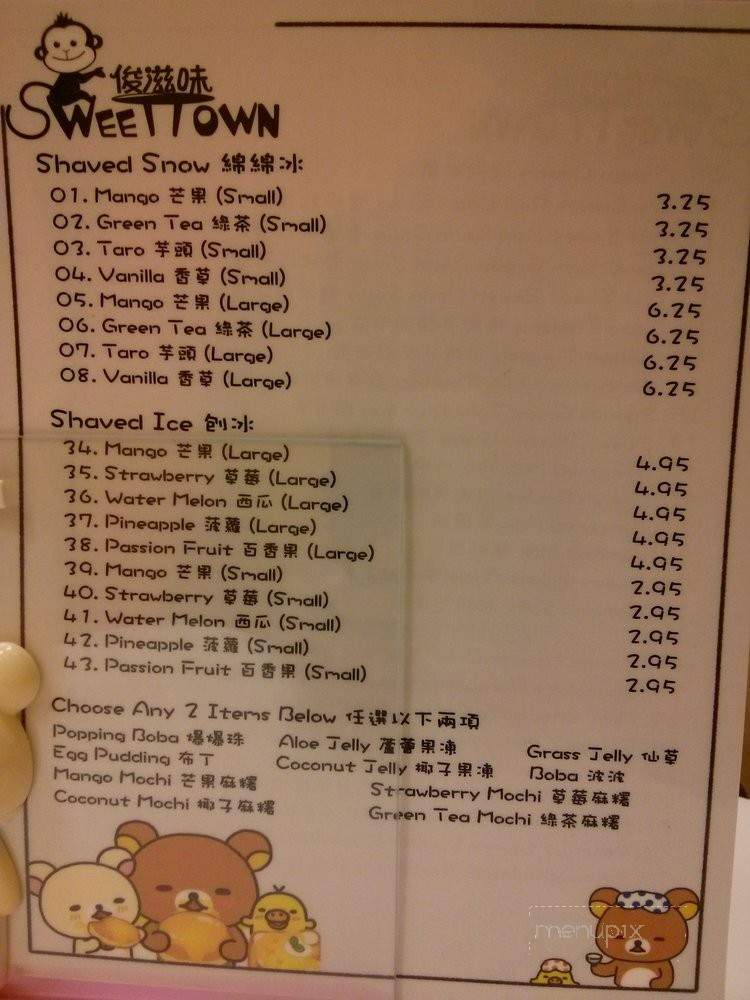 俊滋味
SWEETTOWN
Shaved Snow 綿綿冰
01. Mango 芒果 (Small) 3.25
02. Green Tea 綠茶 (Small) 3.25
03. Taro 芋頭 (Small) 3.25
04. Vanilla 香草 (Small) 3.25
05. Mango 芒果 (Large) 6.25
06. Green Tea 綠茶 (Large) 6.25
07. Taro 芋頭 (Large) 6.25
08. Vanilla 香草 (Large) 6.25
Shaved Ice 刨冰
34. Mango 芒果 (Large) 4.95
35. Strawberry 草莓 (Large) 4.95
36. Water Melon 西瓜 (Large) 4.95
37. Pineapple 菠蘿 (Large) 4.95
38. Passion Fruit 百香果 (Large) 4.95
39. Mango 芒果 (Small) 2.95
40. Strawberry 草莓 (Small) 2.95
41. Water Melon 西瓜 (Small) 2.95
42. Pineapple 菠蘿 (Small) 2.95
43. Passion Fruit 百香果 (Small) 2.95
Choose Any 2 Items Below 任選以下兩項
Popping Boba 爆爆珠 Aloe Jelly 蘆薈果凍 Grass Jelly 仙草
Egg Pudding 布丁 Coconut Jelly 椰子果凍 Boba 波波
Mango Mochi 芒果麻糬 Strawberry Mochi 草莓麻糬
Coconut Mochi 椰子麻糬 Green Tea Mochi 綠茶麻糬
menupix